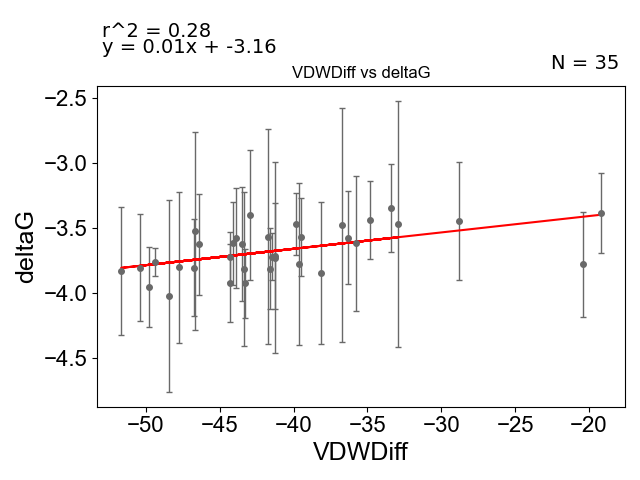 r^2 = 0.28
y = 0.01x + -3.16
N = 35
VDWDiff vs deltaG
−2.5
−3.0
−3.5
−4.0
−4.5
deltaG
−50
−45
−40
−35
−30
−25
−20
VDWDiff